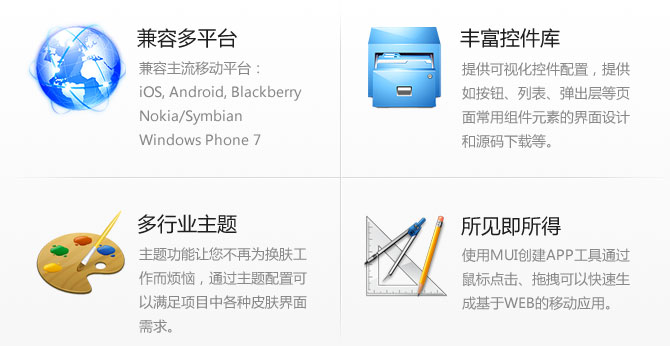 兼容多平台
兼容主流移动平台：
iOS, Android, Blackberry
Nokia/Symbian
Windows Phone 7
丰富控件库
提供可视化控件配置，提供
如按钮、列表、弹出层等页
面常用组件元素的界面设计
和源码下载等。
多行业主题
主题功能让您不再为换肤工
作而烦恼，通过主题配置可
以满足项目中各种皮肤界面
需求。
所见即所得
使用MUI创建APP工具通过
鼠标点击、拖拽可以快速生
成基于WEB的移动应用。